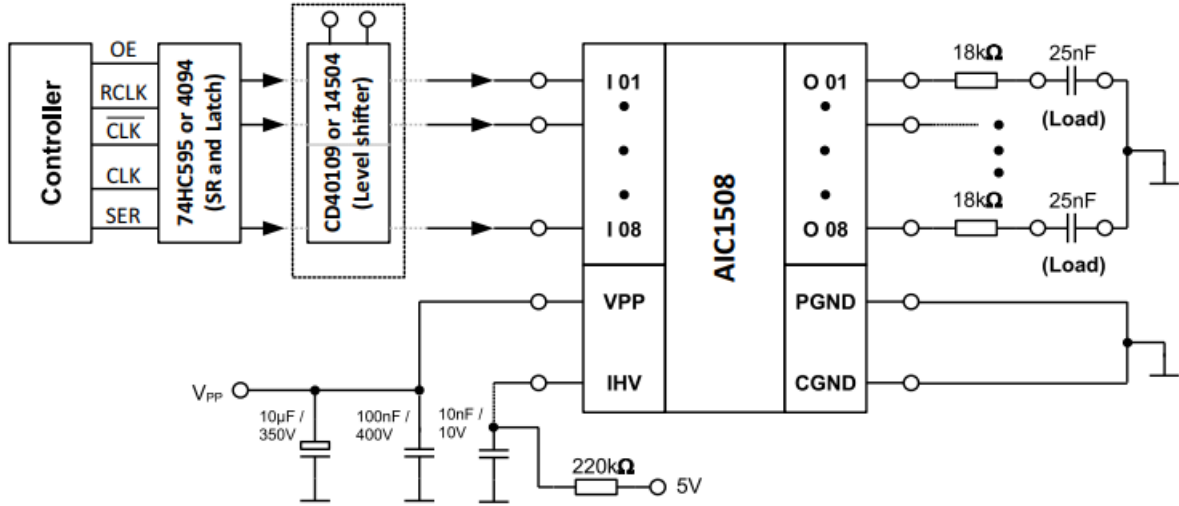 Controller
OE
RCLK
CLK
CLK
SER
74HC595 or 4094
(SR and Latch)
CD40109 or 14504
(Level shifter)
I 01
I 08
VPP
IHV
AIC1508
O 01
O 08
PGND
CGND
18kΩ
25nF
(Load)
18kΩ
25nF
(Load)
VPP
10µF /
350V
100nF /
400V
10nF /
10V
220kΩ
5V